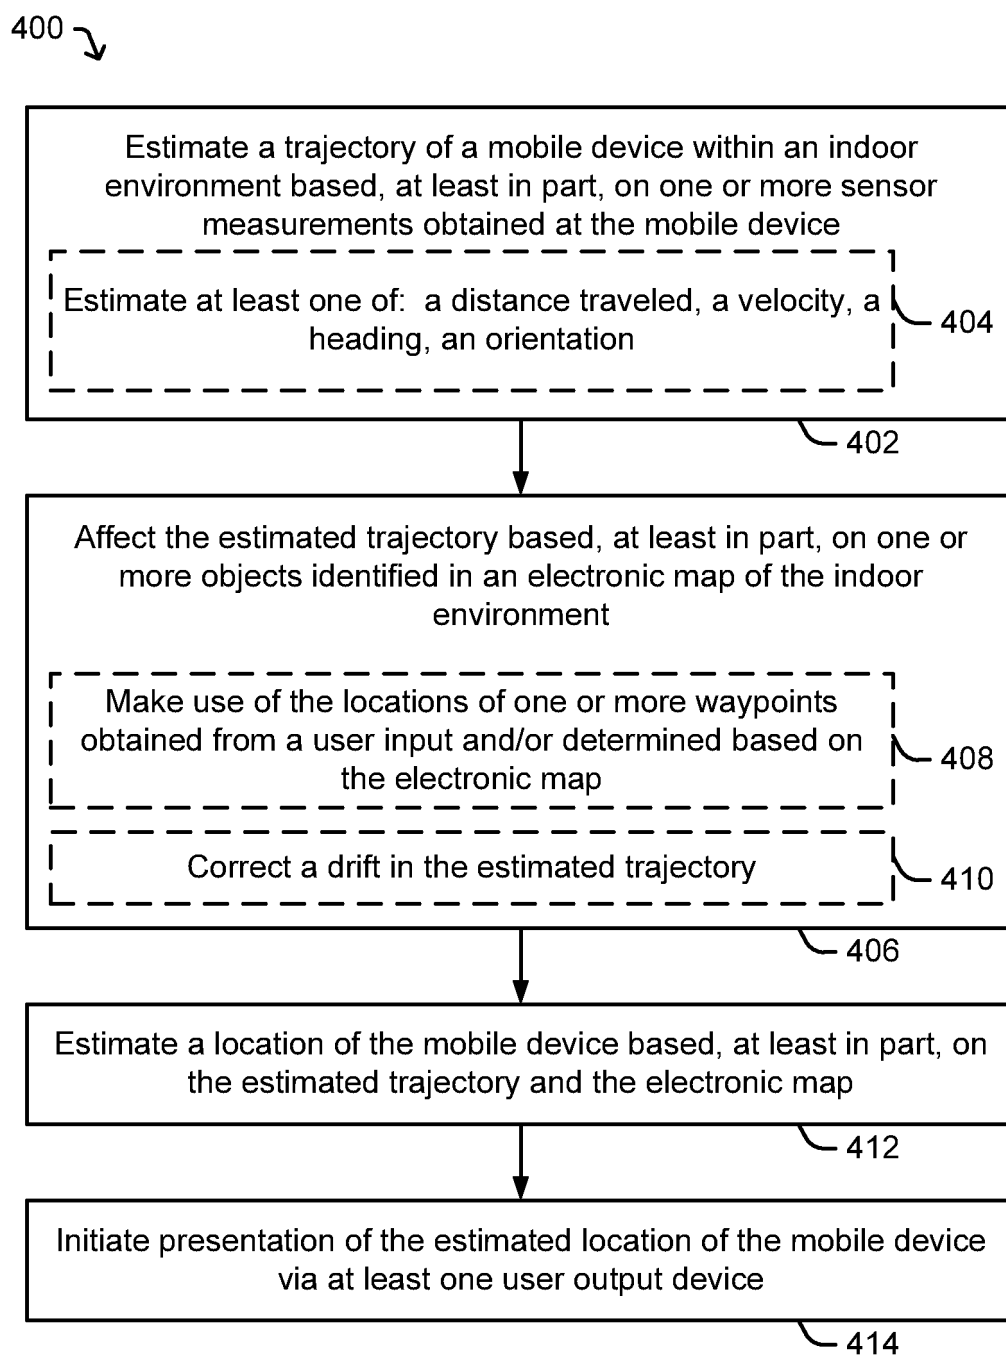 400
Estimate a trajectory of a mobile device within an indoor
environment based, at least in part, on one or more sensor
measurements obtained at the mobile device
Estimate at least one of:  a distance traveled, a velocity, a
heading, an orientation
404
402
Affect the estimated trajectory based, at least in part, on one or
more objects identified in an electronic map of the indoor
environment
Make use of the locations of one or more waypoints
obtained from a user input and/or determined based on
the electronic map
408
Correct a drift in the estimated trajectory
410
406
Estimate a location of the mobile device based, at least in part, on
the estimated trajectory and the electronic map
412
Initiate presentation of the estimated location of the mobile device
via at least one user output device
414